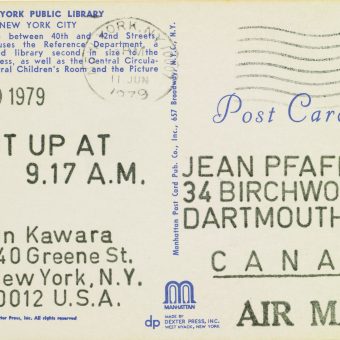 YORK PUBLIC LIBRARY
NEW YORK CITY
e between 40th and 42nd Streets,
uses the Reference Department, a
d library second in size to the
ess, as well as the Central Circula-
ral Children's Room and the Picture
YORK, N.Y.
11 JUN
1979
1979
T UP AT
9.17 A.M.
n Kawara
40 Greene St.
ew York, N.Y.
0012 U.S.A.
ter Press, Inc. All rights reserved
Manhattan Post Card Pub. Co., Inc., 657 Broadway, N.Y.C., N.Y.
MANHATTAN
dp
MADE BY
DEXTER PRESS, INC.
WEST NYACK, NEW YORK
Post Card
JEAN PFAFF
34 BIRCHWO
DARTMOUTH
CANA
AIR M